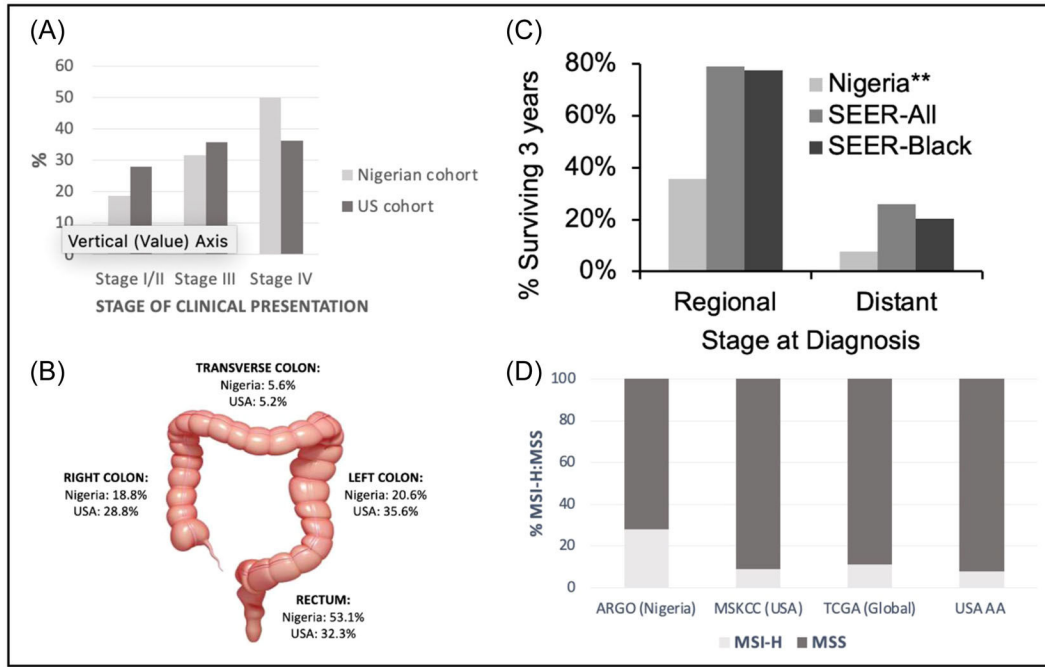 (A)
60
50
40
30
20
10
0
%
Vertical (Value) Axis
Stage I/II Stage III Stage IV
STAGE OF CLINICAL PRESENTATION
Nigerian cohort
US cohort
(C)
% Surviving 3 years
80%
60%
40%
20%
0%
Nigeria**
SEER-All
SEER-Black
Regional Distant
Stage at Diagnosis
(B)
TRANSVERSE COLON:
Nigeria: 5.6%
USA: 5.2%
RIGHT COLON:
Nigeria: 18.8%
USA: 28.8%
LEFT COLON:
Nigeria: 20.6%
USA: 35.6%
RECTUM:
Nigeria: 53.1%
USA: 32.3%
(D)
% MSI-H:MSS
100
80
60
40
20
0
ARGO (Nigeria) MSKCC (USA) TCGA (Global) USA AA
MSI-H MSS